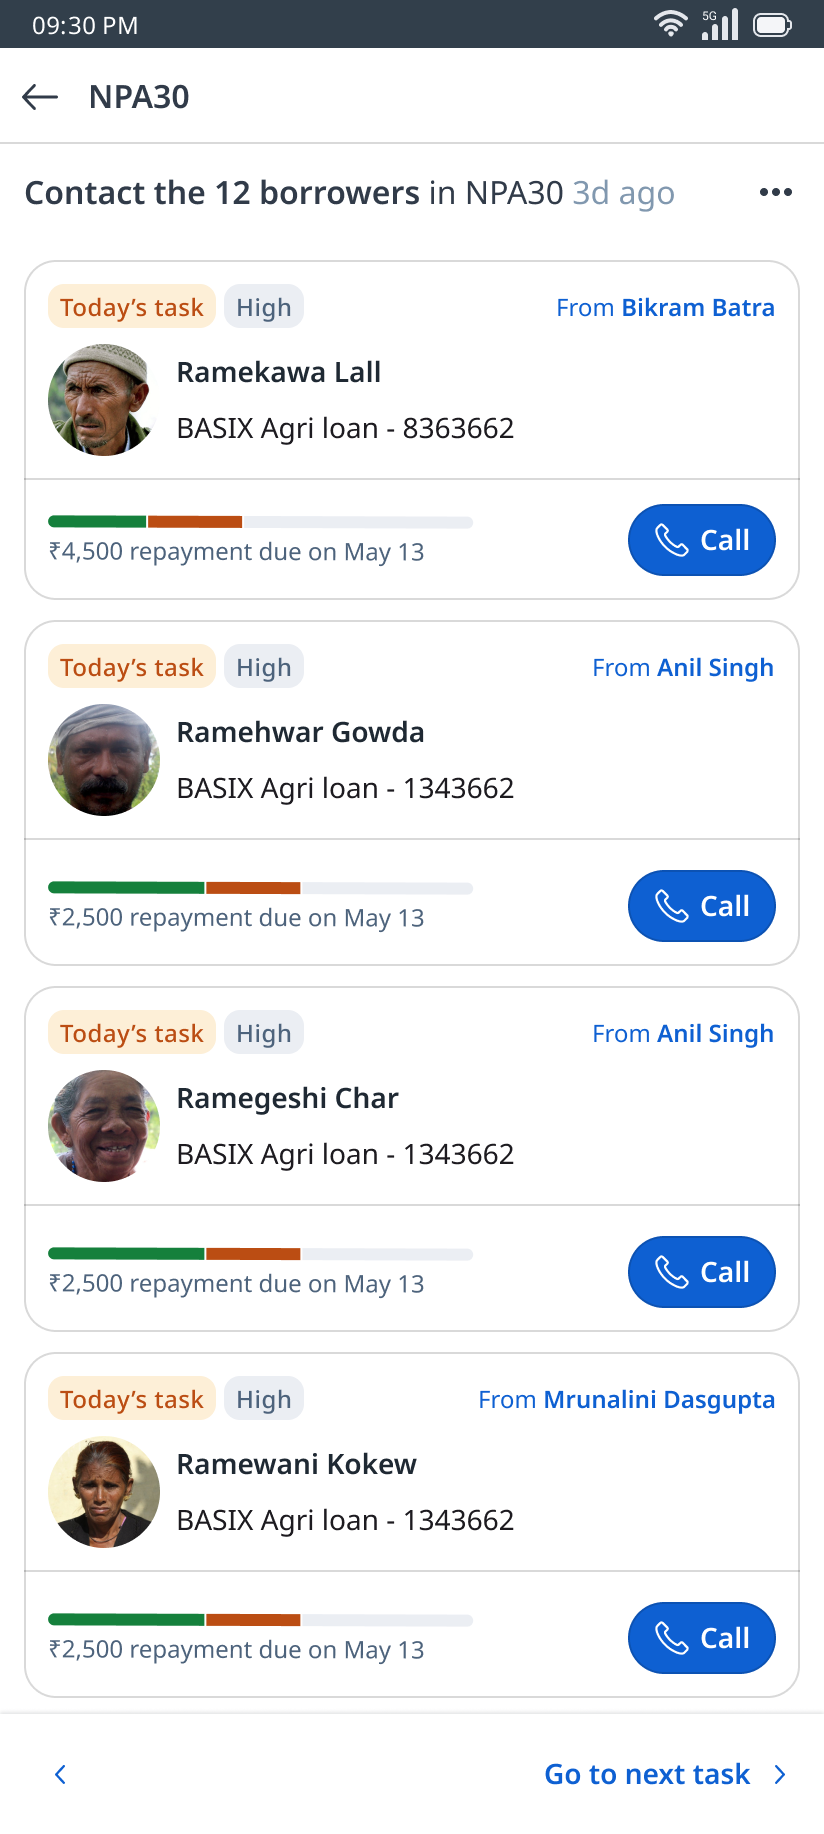 09:30 PM
5G
NPA30
Contact the 12 borrowers in NPA30 3d ago
Today’s task High From Bikram Batra
Ramekawa Lall
BASIX Agri loan - 8363662
₹4,500 repayment due on May 13
Call
Today’s task High From Anil Singh
Ramehwar Gowda
BASIX Agri loan - 1343662
₹2,500 repayment due on May 13
Call
Today’s task High From Anil Singh
Ramegeshi Char
BASIX Agri loan - 1343662
₹2,500 repayment due on May 13
Call
Today’s task High From Mrunalini Dasgupta
Ramewani Kokew
BASIX Agri loan - 1343662
₹2,500 repayment due on May 13
Call
Go to next task